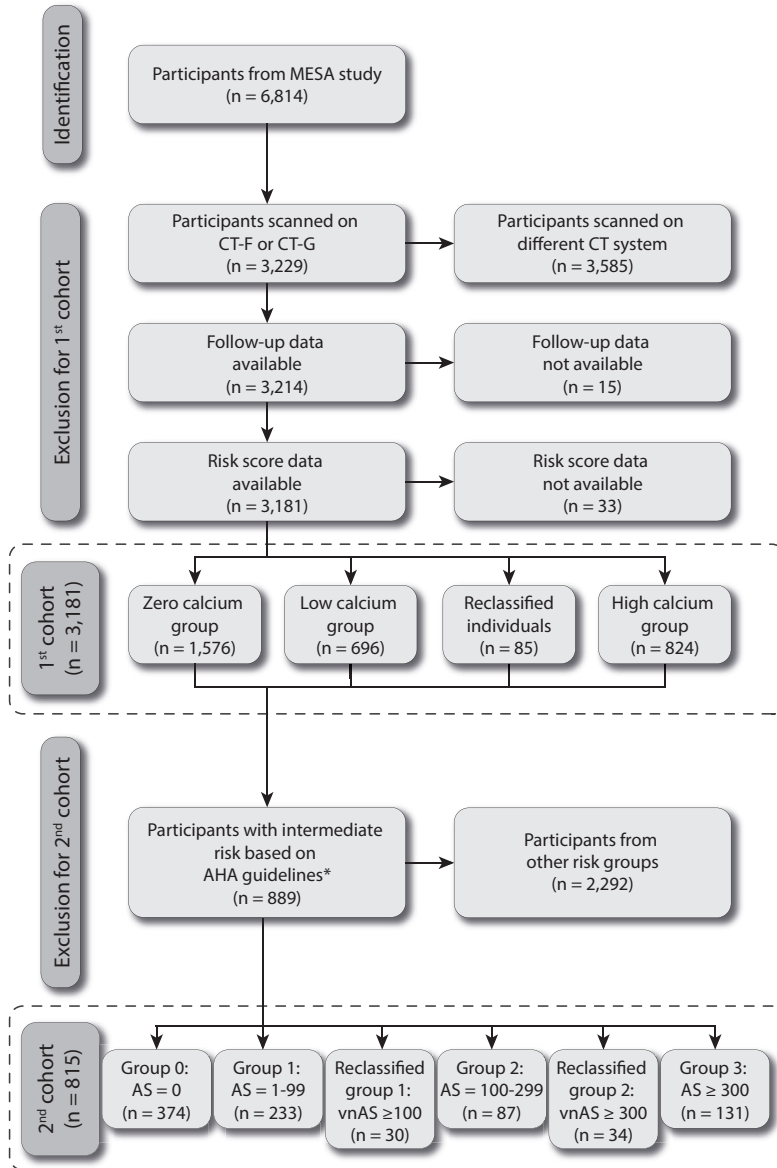 Identification
Participants from MESA study
(n = 6,814)
Exclusion for 1st cohort
Participants scanned on
CT-F or CT-G
(n = 3,229)
Participants scanned on
different CT system
(n = 3,585)
Follow-up data
available
(n = 3,214)
Follow-up data
not available
(n = 15)
Risk score data
available
(n = 3,181)
Risk score data
not available
(n = 33)
1st cohort
(n = 3,181)
Zero calcium
group
(n = 1,576)
Low calcium
group
(n = 696)
Reclassified
individuals
(n = 85)
High calcium
group
(n = 824)
Exclusion for 2nd cohort
Participants with intermediate
risk based on
AHA guidelines*
(n = 889)
Participants from
other risk groups
(n = 2,292)
2nd cohort
(n = 815)
Group 0:
AS = 0
(n = 374)
Group 1:
AS = 1-99
(n = 233)
Reclassified
group 1:
vnAS ≥100
(n = 30)
Group 2:
AS = 100-299
(n = 87)
Reclassified
group 2:
vnAS ≥ 300
(n = 34)
Group 3:
AS ≥ 300
(n = 131)